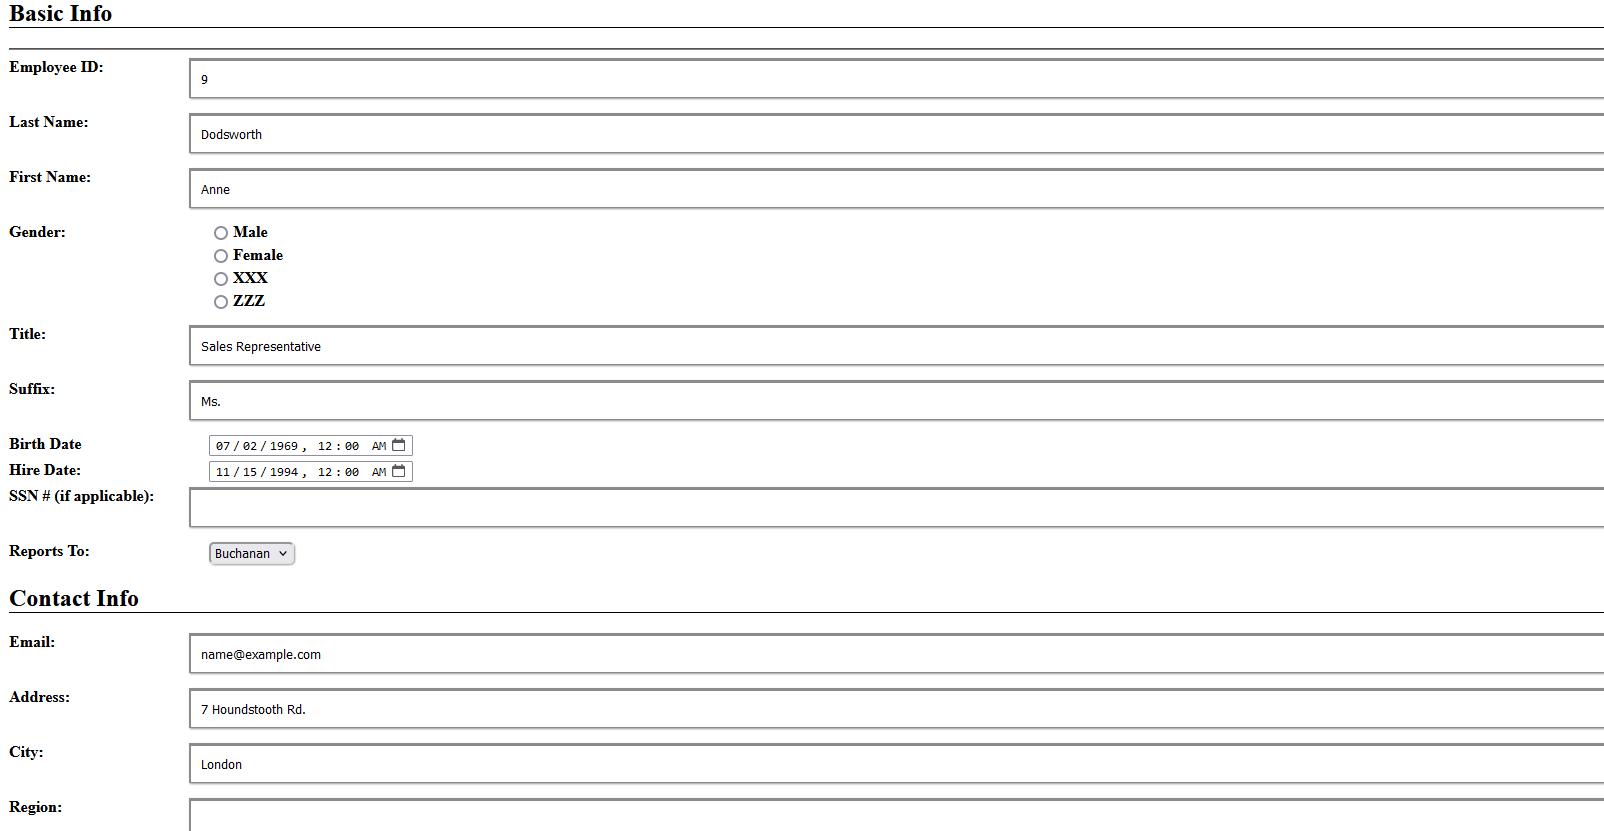 Basic Info
Employee ID: 9
Last Name: Dodsworth
First Name: Anne
Gender: Male
Female
XXX
ZZZ
Title: Sales Representative
Suffix: Ms.
Birth Date 07/02/1969, 12:00 AM
Hire Date: 11/15/1994, 12:00 AM
SSN # (if applicable):
Reports To: Buchanan
Contact Info
Email: name@example.com
Address: 7 Houndstooth Rd.
City: London
Region: